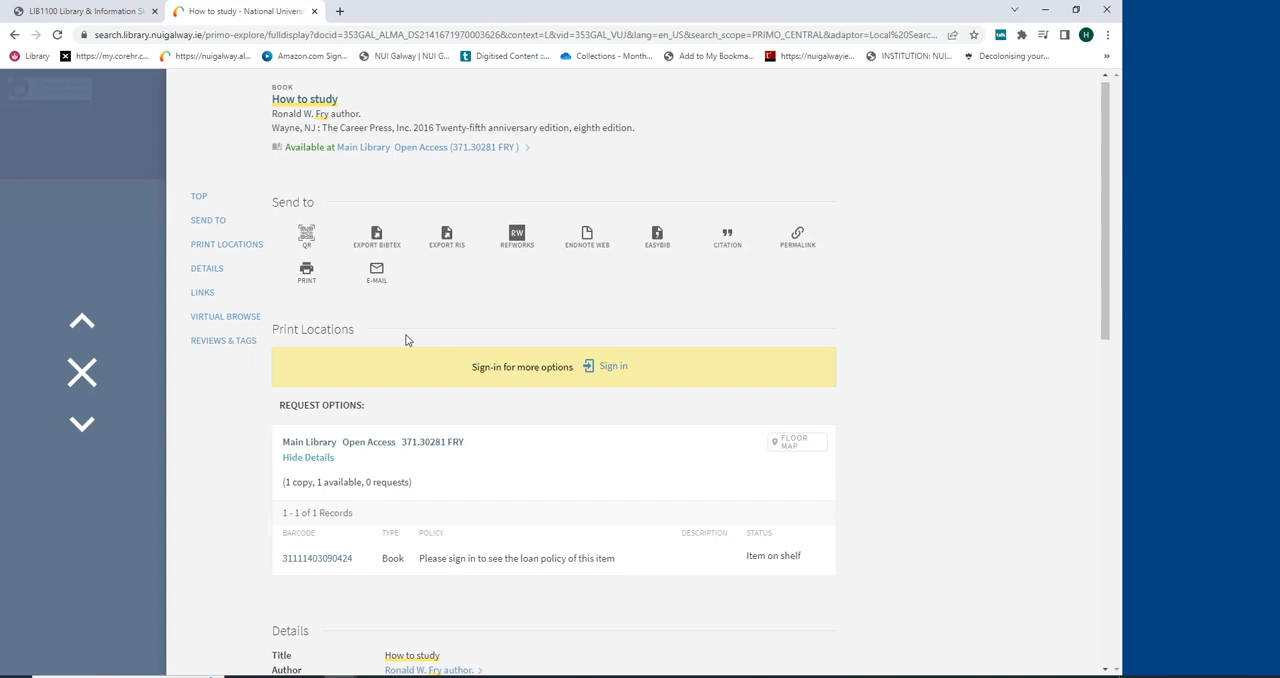 LIB1100 Library & Information Sk
How to study - National Univers
search.library.nuigalway.ie/primo-explore/fulldisplay?docid=353GAL_ALMA_DS2141671970003626&context=L&vid=353GAL_VUJ&lang=en_US&search_scope=PRIMO_CENTRAL&adaptor=Local%20Searc...
H
Library
https://my.corehr.c...
https://nuigalway.al...
Amazon.com Sign...
NUI Galway | NUI G...
Digitised Content ::...
Collections - Month...
Add to My Bookma...
https://nuigalwayie...
INSTITUTION: NUI...
Decolonising your...
»
BOOK
How to study
Ronald W. Fry author.
Wayne, NJ : The Career Press, Inc. 2016 Twenty-fifth anniversary edition, eighth edition.
Available at Main Library Open Access (371.30281 FRY )
TOP
SEND TO
PRINT LOCATIONS
DETAILS
LINKS
VIRTUAL BROWSE
REVIEWS & TAGS
Send to
QR
EXPORT BIBTEX
EXPORT RIS
RW
REFWORKS
ENDNOTE WEB
EASYBIB
CITATION
PERMALINK
PRINT
E-MAIL
Print Locations
Sign-in for more options Sign in
REQUEST OPTIONS:
Main Library Open Access 371.30281 FRY
FLOOR
MAP
Hide Details
(1 copy, 1 available, 0 requests)
1 - 1 of 1 Records
BARCODE TYPE POLICY DESCRIPTION STATUS
31111403090424 Book Please sign in to see the loan policy of this item Item on shelf
Details
Title How to study
Author Ronald W. Fry author.